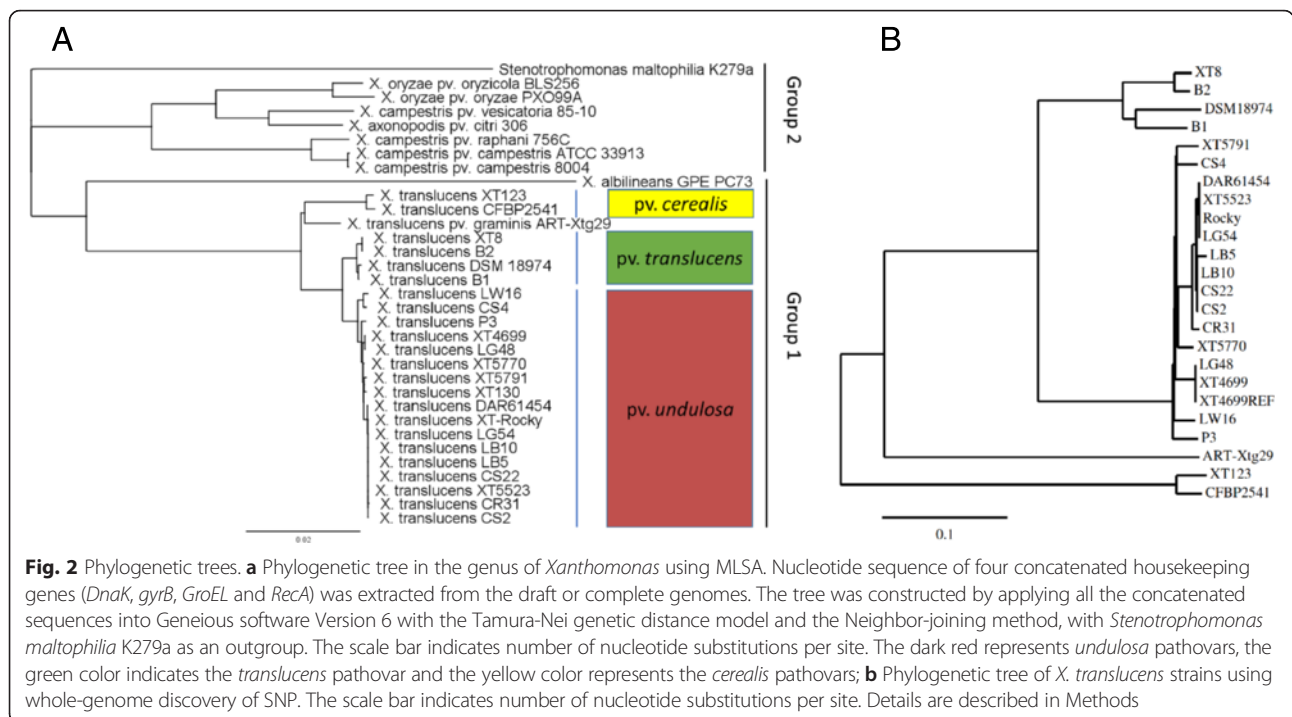 A
Stenotrophomonas maltophilia K279a
X. oryzae pv. oryzicola BLS256
X. oryzae pv. oryzae PXO99A
X. campestris pv. vesicatoria 85-10
X. axonopodis pv. citri 306
X. campestris pv. raphani 756C
X. campestris pv. campestris ATCC 33913
X. campestris pv. campestris 8004
X. albilineans GPE PC73
X. translucens XT123
X. translucens CFBP2541
X. translucens pv. graminis ART-Xtg29
X. translucens XT8
X. translucens B2
X. translucens DSM 18974
X. translucens B1
X. translucens LW16
X. translucens CS4
X. translucens P3
X. translucens XT4699
X. translucens LG48
X. translucens XT5770
X. translucens XT5791
X. translucens XT130
X. translucens DAR61454
X. translucens XT-Rocky
X. translucens LG54
X. translucens LB10
X. translucens LB5
X. translucens CS22
X. translucens XT5523
X. translucens CR31
X. translucens CS2
0.02
pv. cerealis
pv. translucens
pv. undulosa
Group 2
Group 1
B
XT8
B2
DSM18974
B1
XT5791
CS4
DAR61454
XT5523
Rocky
LG54
LB5
LB10
CS22
CS2
CR31
XT5770
LG48
XT4699
XT4699REF
LW16
P3
ART-Xtg29
XT123
CFBP2541
0.1
Fig. 2 Phylogenetic trees. a Phylogenetic tree in the genus of Xanthomonas using MLSA. Nucleotide sequence of four concatenated housekeeping
genes (DnaK, gyrB, GroEL and RecA) was extracted from the draft or complete genomes. The tree was constructed by applying all the concatenated
sequences into Geneious software Version 6 with the Tamura-Nei genetic distance model and the Neighbor-joining method, with Stenotrophomonas
maltophilia K279a as an outgroup. The scale bar indicates number of nucleotide substitutions per site. The dark red represents undulosa pathovars, the
green color indicates the translucens pathovar and the yellow color represents the cerealis pathovars; b Phylogenetic tree of X. translucens strains using
whole-genome discovery of SNP. The scale bar indicates number of nucleotide substitutions per site. Details are described in Methods